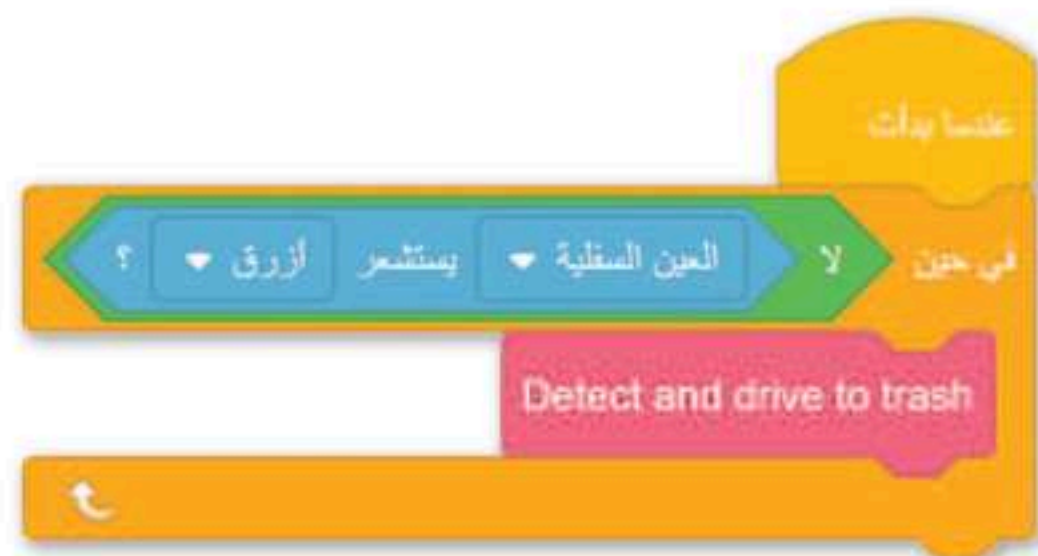 عندما بدأت
في حين لا العين السفلية يستشعر أزرق ؟
Detect and drive to trash